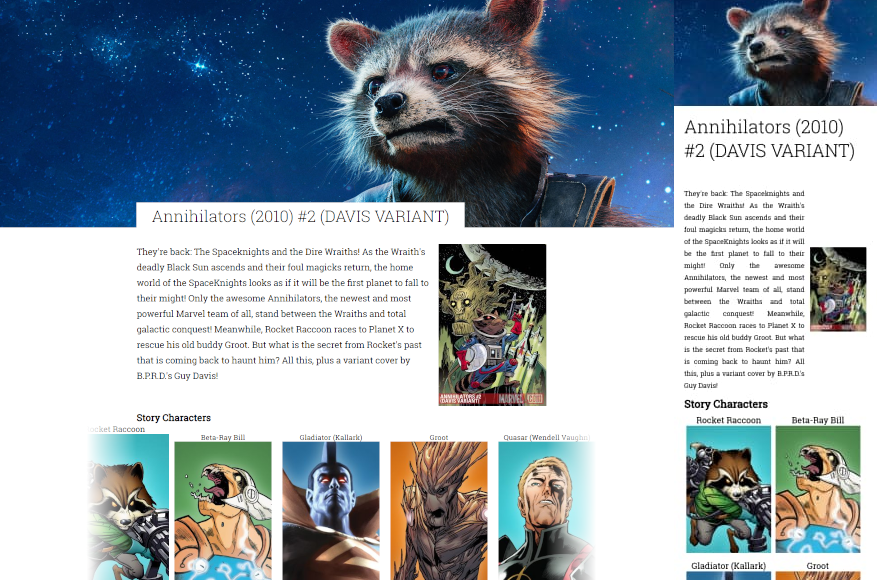 Annihilators (2010) #2 (DAVIS VARIANT)
They're back: The Spaceknights and the Dire Wraiths! As the Wraith's
deadly Black Sun ascends and their foul magicks return, the home
world of the SpaceKnights looks as if it will be the first planet to fall to
their might! Only the awesome Annihilators, the newest and most
powerful Marvel team of all, stand between the Wraiths and total
galactic conquest! Meanwhile, Rocket Raccoon races to Planet X to
rescue his old buddy Groot. But what is the secret from Rocket's past
that is coming back to haunt him? All this, plus a variant cover by
B.P.R.D.'s Guy Davis!
ANNIHILATORS #2
(DAVIS VARIANT)
MARVEL
Story Characters
ocket Raccoon
Beta-Ray Bill
Gladiator (Kallark)
Groot
Quasar (Wendell Vaughn)
Annihilators (2010)
#2 (DAVIS VARIANT)
They're back: The Spaceknights and
the Dire Wraiths! As the Wraith's
deadly Black Sun ascends and their
foul magicks return, the home world
of the SpaceKnights looks as if it will
be the first planet to fall to their
might! Only the awesome
Annihilators, the newest and most
powerful Marvel team of all, stand
between the Wraiths and total
galactic conquest! Meanwhile,
Rocket Raccoon races to Planet X to
rescue his old buddy Groot. But what
is the secret from Rocket's past that
is coming back to haunt him? All
this, plus a variant cover by
B.P.R.D.'s Guy Davis!
Story Characters
Rocket Raccoon
Beta-Ray Bill
Gladiator (Kallark)
Groot